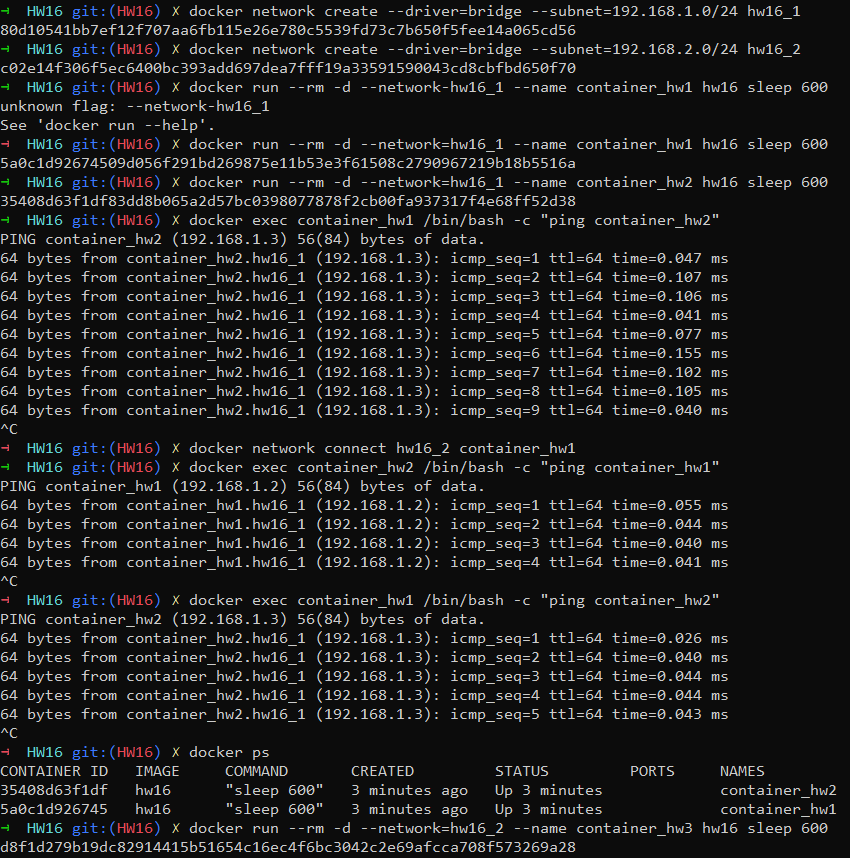 → HW16 git:(HW16) ✗ docker network create --driver=bridge --subnet=192.168.1.0/24 hw16_1
80d10541bb7ef12f707aa6fb115e26e780c5539fd73c7b650f5fee14a065cd56
→ HW16 git:(HW16) ✗ docker network create --driver=bridge --subnet=192.168.2.0/24 hw16_2
c02e14f306f5ec6400bc393add697dea7fff19a33591590043cd8cbfbd650f70
→ HW16 git:(HW16) ✗ docker run --rm -d --network-hw16_1 --name container_hw1 hw16 sleep 600
unknown flag: --network-hw16_1
See 'docker run --help'.
→ HW16 git:(HW16) ✗ docker run --rm -d --network=hw16_1 --name container_hw1 hw16 sleep 600
5a0c1d92674509d056f291bd269875e11b53e3f61508c2790967219b18b5516a
→ HW16 git:(HW16) ✗ docker run --rm -d --network=hw16_1 --name container_hw2 hw16 sleep 600
35408d63f1df83dd8b065a2d57bc0398077878f2cb00fa937317f4e68ff52d38
→ HW16 git:(HW16) ✗ docker exec container_hw1 /bin/bash -c "ping container_hw2"
PING container_hw2 (192.168.1.3) 56(84) bytes of data.
64 bytes from container_hw2.hw16_1 (192.168.1.3): icmp_seq=1 ttl=64 time=0.047 ms
64 bytes from container_hw2.hw16_1 (192.168.1.3): icmp_seq=2 ttl=64 time=0.107 ms
64 bytes from container_hw2.hw16_1 (192.168.1.3): icmp_seq=3 ttl=64 time=0.106 ms
64 bytes from container_hw2.hw16_1 (192.168.1.3): icmp_seq=4 ttl=64 time=0.041 ms
64 bytes from container_hw2.hw16_1 (192.168.1.3): icmp_seq=5 ttl=64 time=0.077 ms
64 bytes from container_hw2.hw16_1 (192.168.1.3): icmp_seq=6 ttl=64 time=0.155 ms
64 bytes from container_hw2.hw16_1 (192.168.1.3): icmp_seq=7 ttl=64 time=0.102 ms
64 bytes from container_hw2.hw16_1 (192.168.1.3): icmp_seq=8 ttl=64 time=0.105 ms
64 bytes from container_hw2.hw16_1 (192.168.1.3): icmp_seq=9 ttl=64 time=0.040 ms
^C
→ HW16 git:(HW16) ✗ docker network connect hw16_2 container_hw1
→ HW16 git:(HW16) ✗ docker exec container_hw2 /bin/bash -c "ping container_hw1"
PING container_hw1 (192.168.1.2) 56(84) bytes of data.
64 bytes from container_hw1.hw16_1 (192.168.1.2): icmp_seq=1 ttl=64 time=0.055 ms
64 bytes from container_hw1.hw16_1 (192.168.1.2): icmp_seq=2 ttl=64 time=0.044 ms
64 bytes from container_hw1.hw16_1 (192.168.1.2): icmp_seq=3 ttl=64 time=0.040 ms
64 bytes from container_hw1.hw16_1 (192.168.1.2): icmp_seq=4 ttl=64 time=0.041 ms
^C
→ HW16 git:(HW16) ✗ docker exec container_hw1 /bin/bash -c "ping container_hw2"
PING container_hw2 (192.168.1.3) 56(84) bytes of data.
64 bytes from container_hw2.hw16_1 (192.168.1.3): icmp_seq=1 ttl=64 time=0.026 ms
64 bytes from container_hw2.hw16_1 (192.168.1.3): icmp_seq=2 ttl=64 time=0.040 ms
64 bytes from container_hw2.hw16_1 (192.168.1.3): icmp_seq=3 ttl=64 time=0.044 ms
64 bytes from container_hw2.hw16_1 (192.168.1.3): icmp_seq=4 ttl=64 time=0.044 ms
64 bytes from container_hw2.hw16_1 (192.168.1.3): icmp_seq=5 ttl=64 time=0.043 ms
^C
→ HW16 git:(HW16) ✗ docker ps
CONTAINER ID IMAGE COMMAND CREATED STATUS PORTS NAMES
35408d63f1df hw16 "sleep 600" 3 minutes ago Up 3 minutes container_hw2
5a0c1d926745 hw16 "sleep 600" 3 minutes ago Up 3 minutes container_hw1
→ HW16 git:(HW16) ✗ docker run --rm -d --network=hw16_2 --name container_hw3 hw16 sleep 600
d8f1d279b19dc82914415b51654c16ec4f6bc3042c2e69afcca708f573269a28